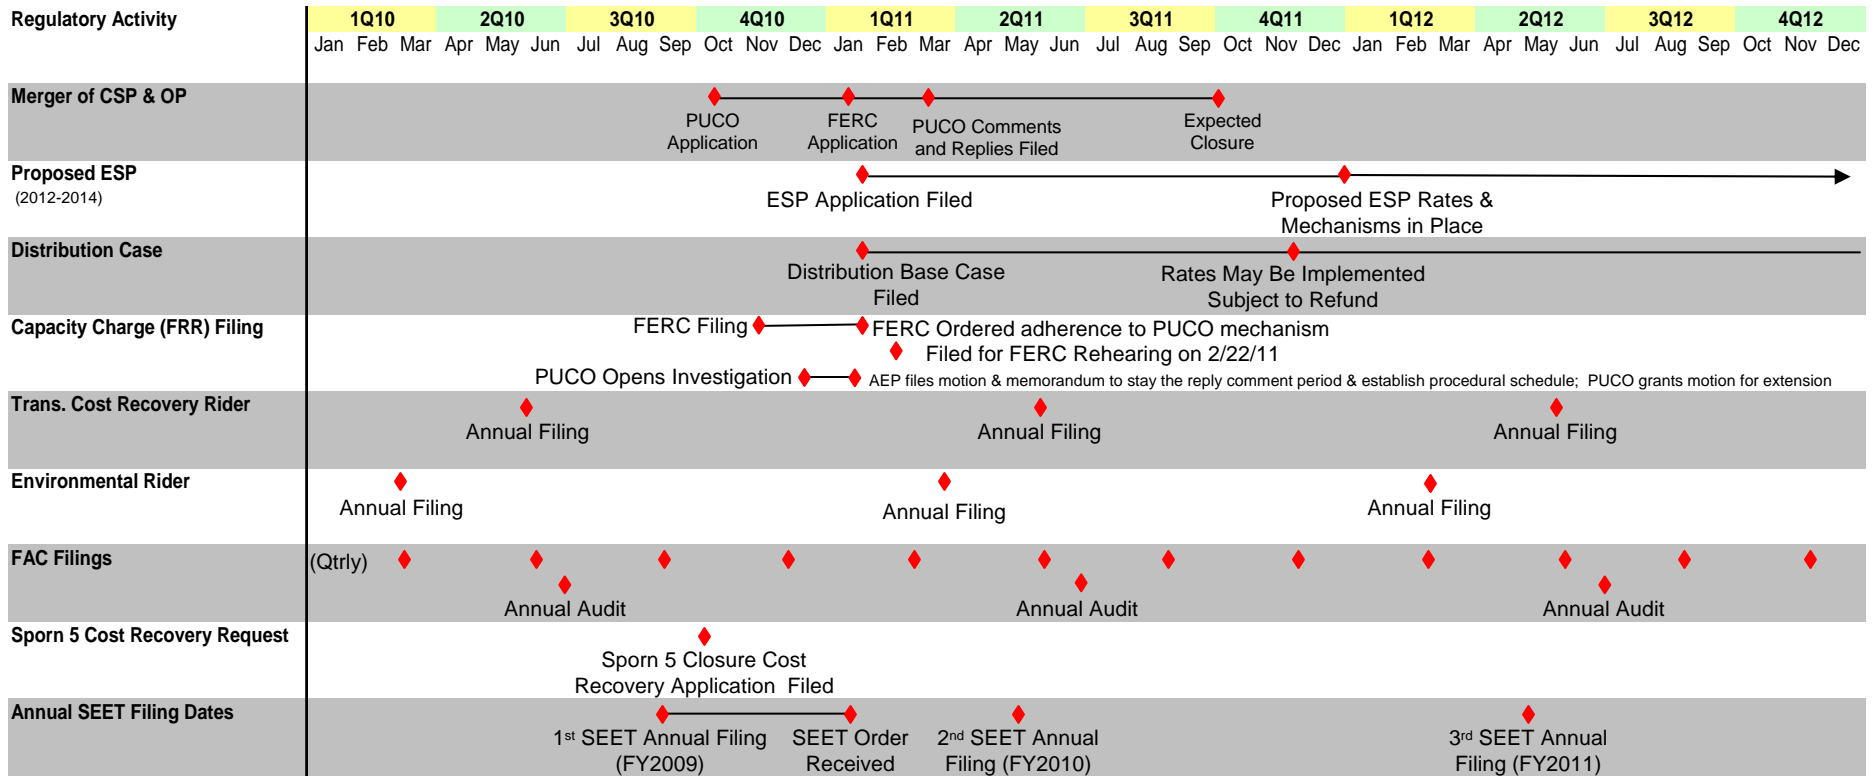 Regulatory Activity 1Q10 2Q10 3Q10 4Q10 1Q11 2Q11 3Q11 4Q11 1Q12 2Q12 3Q12 4Q12
Jan Feb Mar Apr May Jun Jul Aug Sep Oct Nov Dec Jan Feb Mar Apr May Jun Jul Aug Sep Oct Nov Dec Jan Feb Mar Apr May Jun Jul Aug Sep Oct Nov Dec
Merger of CSP & OP
PUCO
Application
FERC
Application
PUCO Comments
and Replies Filed
Expected
Closure
Proposed ESP
(2012-2014)
ESP Application Filed
Proposed ESP Rates &
Mechanisms in Place
Distribution Case
Distribution Base Case
Filed
Rates May Be Implemented
Subject to Refund
Capacity Charge (FRR) Filing
FERC Filing
FERC Ordered adherence to PUCO mechanism
Filed for FERC Rehearing on 2/22/11
PUCO Opens Investigation
AEP files motion & memorandum to stay the reply comment period & establish procedural schedule; PUCO grants motion for extension
Trans. Cost Recovery Rider
Annual Filing
Annual Filing
Annual Filing
Environmental Rider
Annual Filing
Annual Filing
Annual Filing
FAC Filings
(Qtrly)
Annual Audit
Annual Audit
Annual Audit
Sporn 5 Cost Recovery Request
Sporn 5 Closure Cost
Recovery Application Filed
Annual SEET Filing Dates
1st SEET Annual Filing
(FY2009)
SEET Order
Received
2nd SEET Annual
Filing (FY2010)
3rd SEET Annual
Filing (FY2011)